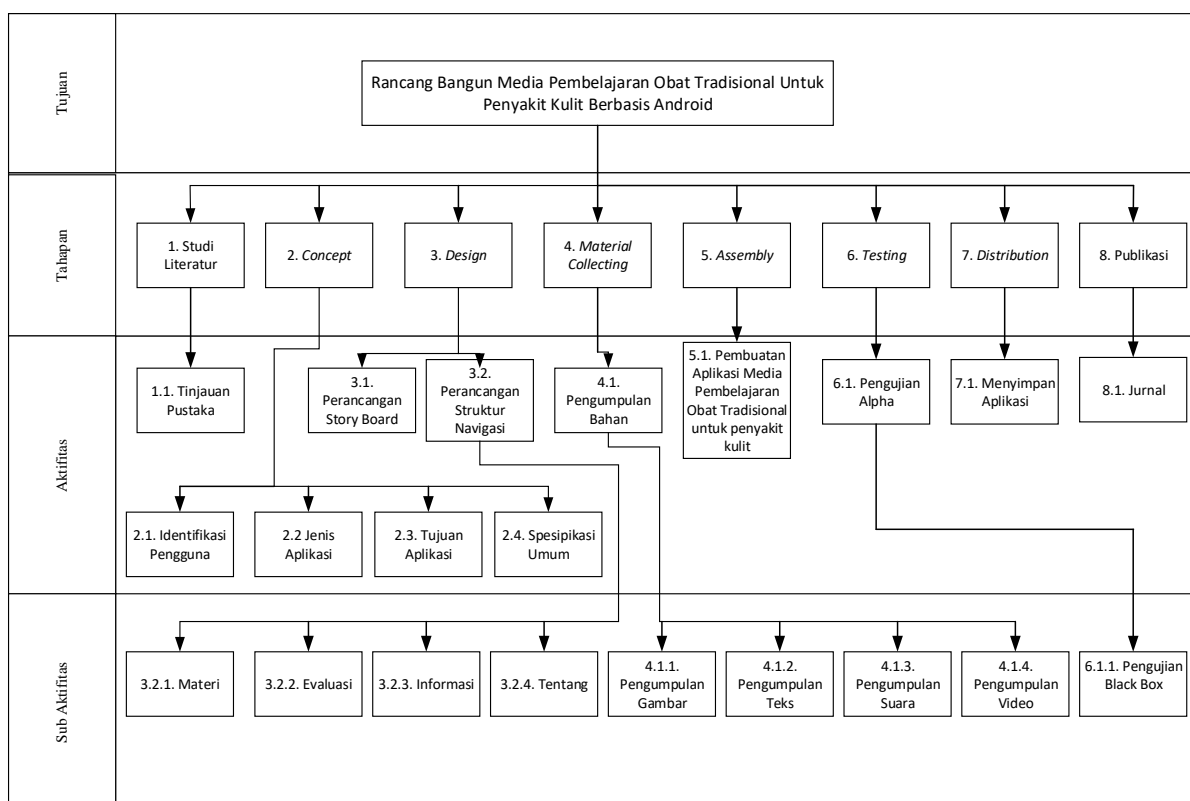 Tujuan
Rancang Bangun Media Pembelajaran Obat Tradisional Untuk
Penyakit Kulit Berbasis Android
Tahapan
1. Studi
Literatur
2. Concept
3. Design
4. Material
Collecting
5. Assembly
6. Testing
7. Distribution
8. Publikasi
Aktifitas
1.1. Tinjauan
Pustaka
3.1.
Perancangan
Story Board
3.2.
Perancangan
Struktur
Navigasi
4.1.
Pengumpulan
Bahan
5.1. Pembuatan
Aplikasi Media
Pembelajaran
Obat Tradisional
untuk penyakit
kulit
6.1. Pengujian
Alpha
7.1. Menyimpan
Aplikasi
8.1. Jurnal
2.1. Identifikasi
Pengguna
2.2 Jenis
Aplikasi
2.3. Tujuan
Aplikasi
2.4. Spesipikasi
Umum
Sub Aktifitas
3.2.1. Materi
3.2.2. Evaluasi
3.2.3. Informasi
3.2.4. Tentang
4.1.1.
Pengumpulan
Gambar
4.1.2.
Pengumpulan
Teks
4.1.3.
Pengumpulan
Suara
4.1.4.
Pengumpulan
Video
6.1.1. Pengujian
Black Box